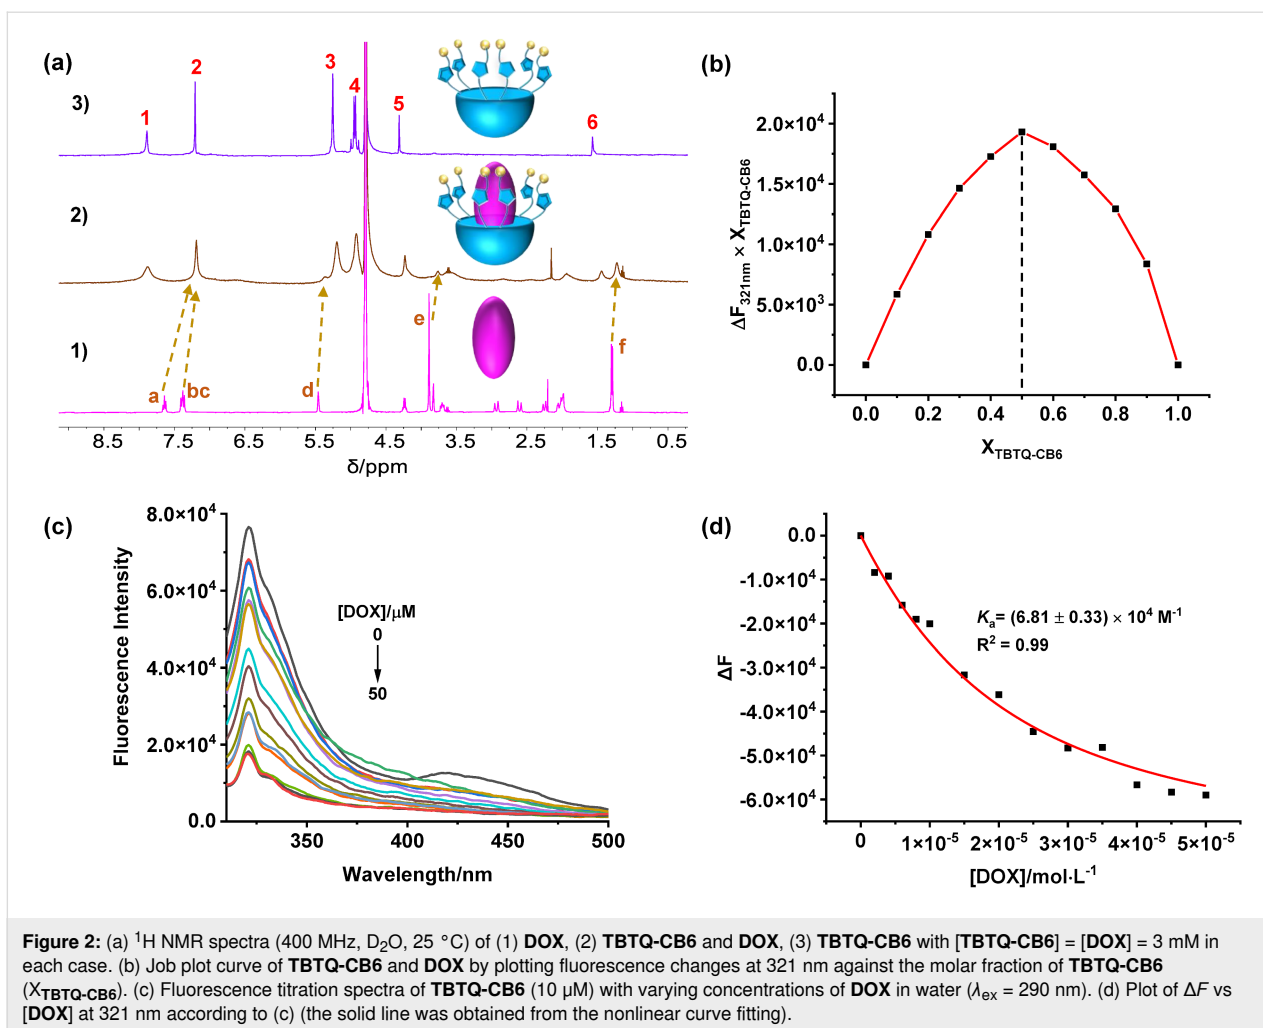 (a)
3)
1
2
3
4
5
6
2)
1)
a
bc
d
e
f
8.5 7.5 6.5 5.5 4.5 3.5 2.5 1.5 0.5
δ/ppm
(b)
2.0×10⁴
1.5×10⁴
1.0×10⁴
5.0×10³
0.0
ΔF₃₂₁ₙₘ × X_TBTQ-CB6
0.0 0.2 0.4 0.6 0.8 1.0
X_TBTQ-CB6
(c)
8.0×10⁴
6.0×10⁴
4.0×10⁴
2.0×10⁴
0.0
Fluorescence Intensity
[DOX]/μM
0
50
350 400 450 500
Wavelength/nm
(d)
0.0
-1.0×10⁴
-2.0×10⁴
-3.0×10⁴
-4.0×10⁴
-5.0×10⁴
-6.0×10⁴
ΔF
Kₐ= (6.81 ± 0.33) × 10⁴ M⁻¹
R² = 0.99
0 1×10⁻⁵ 2×10⁻⁵ 3×10⁻⁵ 4×10⁻⁵ 5×10⁻⁵
[DOX]/mol·L⁻¹
Figure 2: (a) ¹H NMR spectra (400 MHz, D₂O, 25 °C) of (1) DOX, (2) TBTQ-CB6 and DOX, (3) TBTQ-CB6 with [TBTQ-CB6] = [DOX] = 3 mM in
each case. (b) Job plot curve of TBTQ-CB6 and DOX by plotting fluorescence changes at 321 nm against the molar fraction of TBTQ-CB6
(X_TBTQ-CB6). (c) Fluorescence titration spectra of TBTQ-CB6 (10 μM) with varying concentrations of DOX in water (λₑₓ = 290 nm). (d) Plot of ΔF vs
[DOX] at 321 nm according to (c) (the solid line was obtained from the nonlinear curve fitting).